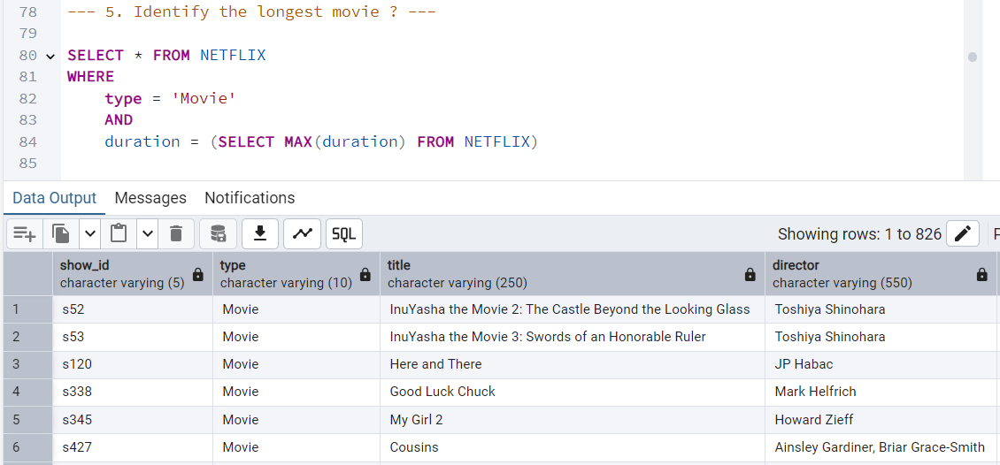 78 --- 5. Identify the longest movie ? ---
79
80 SELECT * FROM NETFLIX
81 WHERE
82 type = 'Movie'
83 AND
84 duration = (SELECT MAX(duration) FROM NETFLIX)
85
Data Output Messages Notifications
SQL Showing rows: 1 to 826 P
show_id type title director
character varying (5) character varying (10) character varying (250) character varying (550)
1 s52 Movie InuYasha the Movie 2: The Castle Beyond the Looking Glass Toshiya Shinohara
2 s53 Movie InuYasha the Movie 3: Swords of an Honorable Ruler Toshiya Shinohara
3 s120 Movie Here and There JP Habac
4 s338 Movie Good Luck Chuck Mark Helfrich
5 s345 Movie My Girl 2 Howard Zieff
6 s427 Movie Cousins Ainsley Gardiner, Briar Grace-Smith